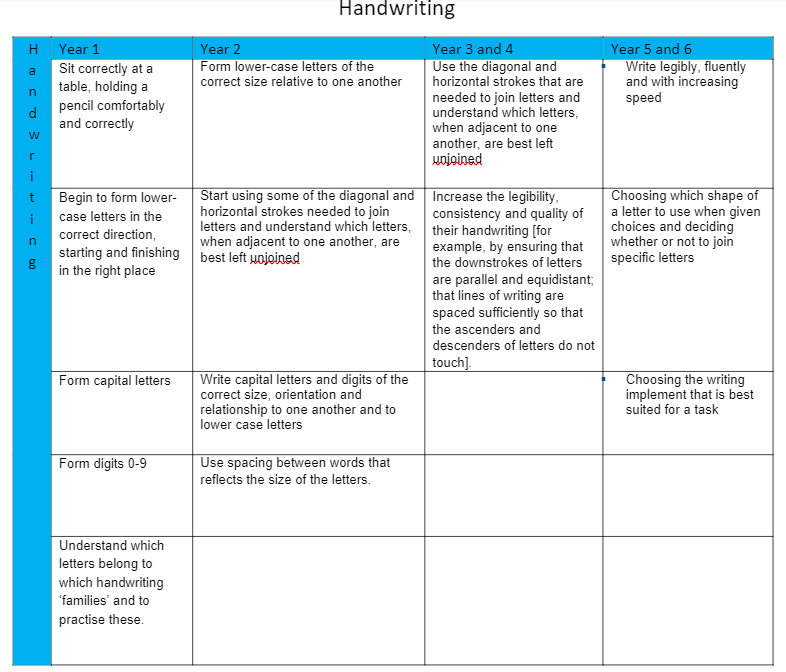 Handwriting
H
a
n
d
w
r
i
t
i
n
g
Year 1
Year 2
Year 3 and 4
Year 5 and 6
Sit correctly at a
table, holding a
pencil comfortably
and correctly
Form lower-case letters of the
correct size relative to one another
Use the diagonal and
horizontal strokes that are
needed to join letters and
understand which letters,
when adjacent to one
another, are best left
unjoined
Write legibly, fluently
and with increasing
speed
Begin to form lower-
case letters in the
correct direction,
starting and finishing
in the right place
Start using some of the diagonal and
horizontal strokes needed to join
letters and understand which letters,
when adjacent to one another, are
best left unjoined
Increase the legibility,
consistency and quality of
their handwriting [for
example, by ensuring that
the downstrokes of letters
are parallel and equidistant;
that lines of writing are
spaced sufficiently so that
the ascenders and
descenders of letters do not
touch].
Choosing which shape of
a letter to use when given
choices and deciding
whether or not to join
specific letters
Form capital letters
Write capital letters and digits of the
correct size, orientation and
relationship to one another and to
lower case letters
Choosing the writing
implement that is best
suited for a task
Form digits 0-9
Use spacing between words that
reflects the size of the letters.
Understand which
letters belong to
which handwriting
‘families’ and to
practise these.